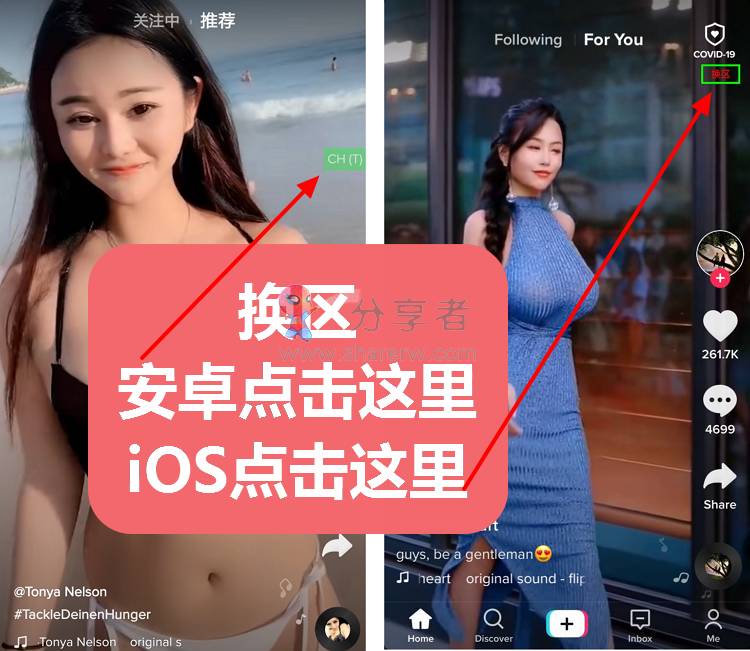 关注中 推荐
CH (T)
Following For You
COVID-19
换区
换区
分享者
www.sharerw.com
安卓点击这里
iOS点击这里
261.7K
4699
Share
guys, be a gentleman😍
heart original sound - flip
@Tonya Nelson
#TackleDeinenHunger
Tonya Nelson original s
Home Discover Inbox Me